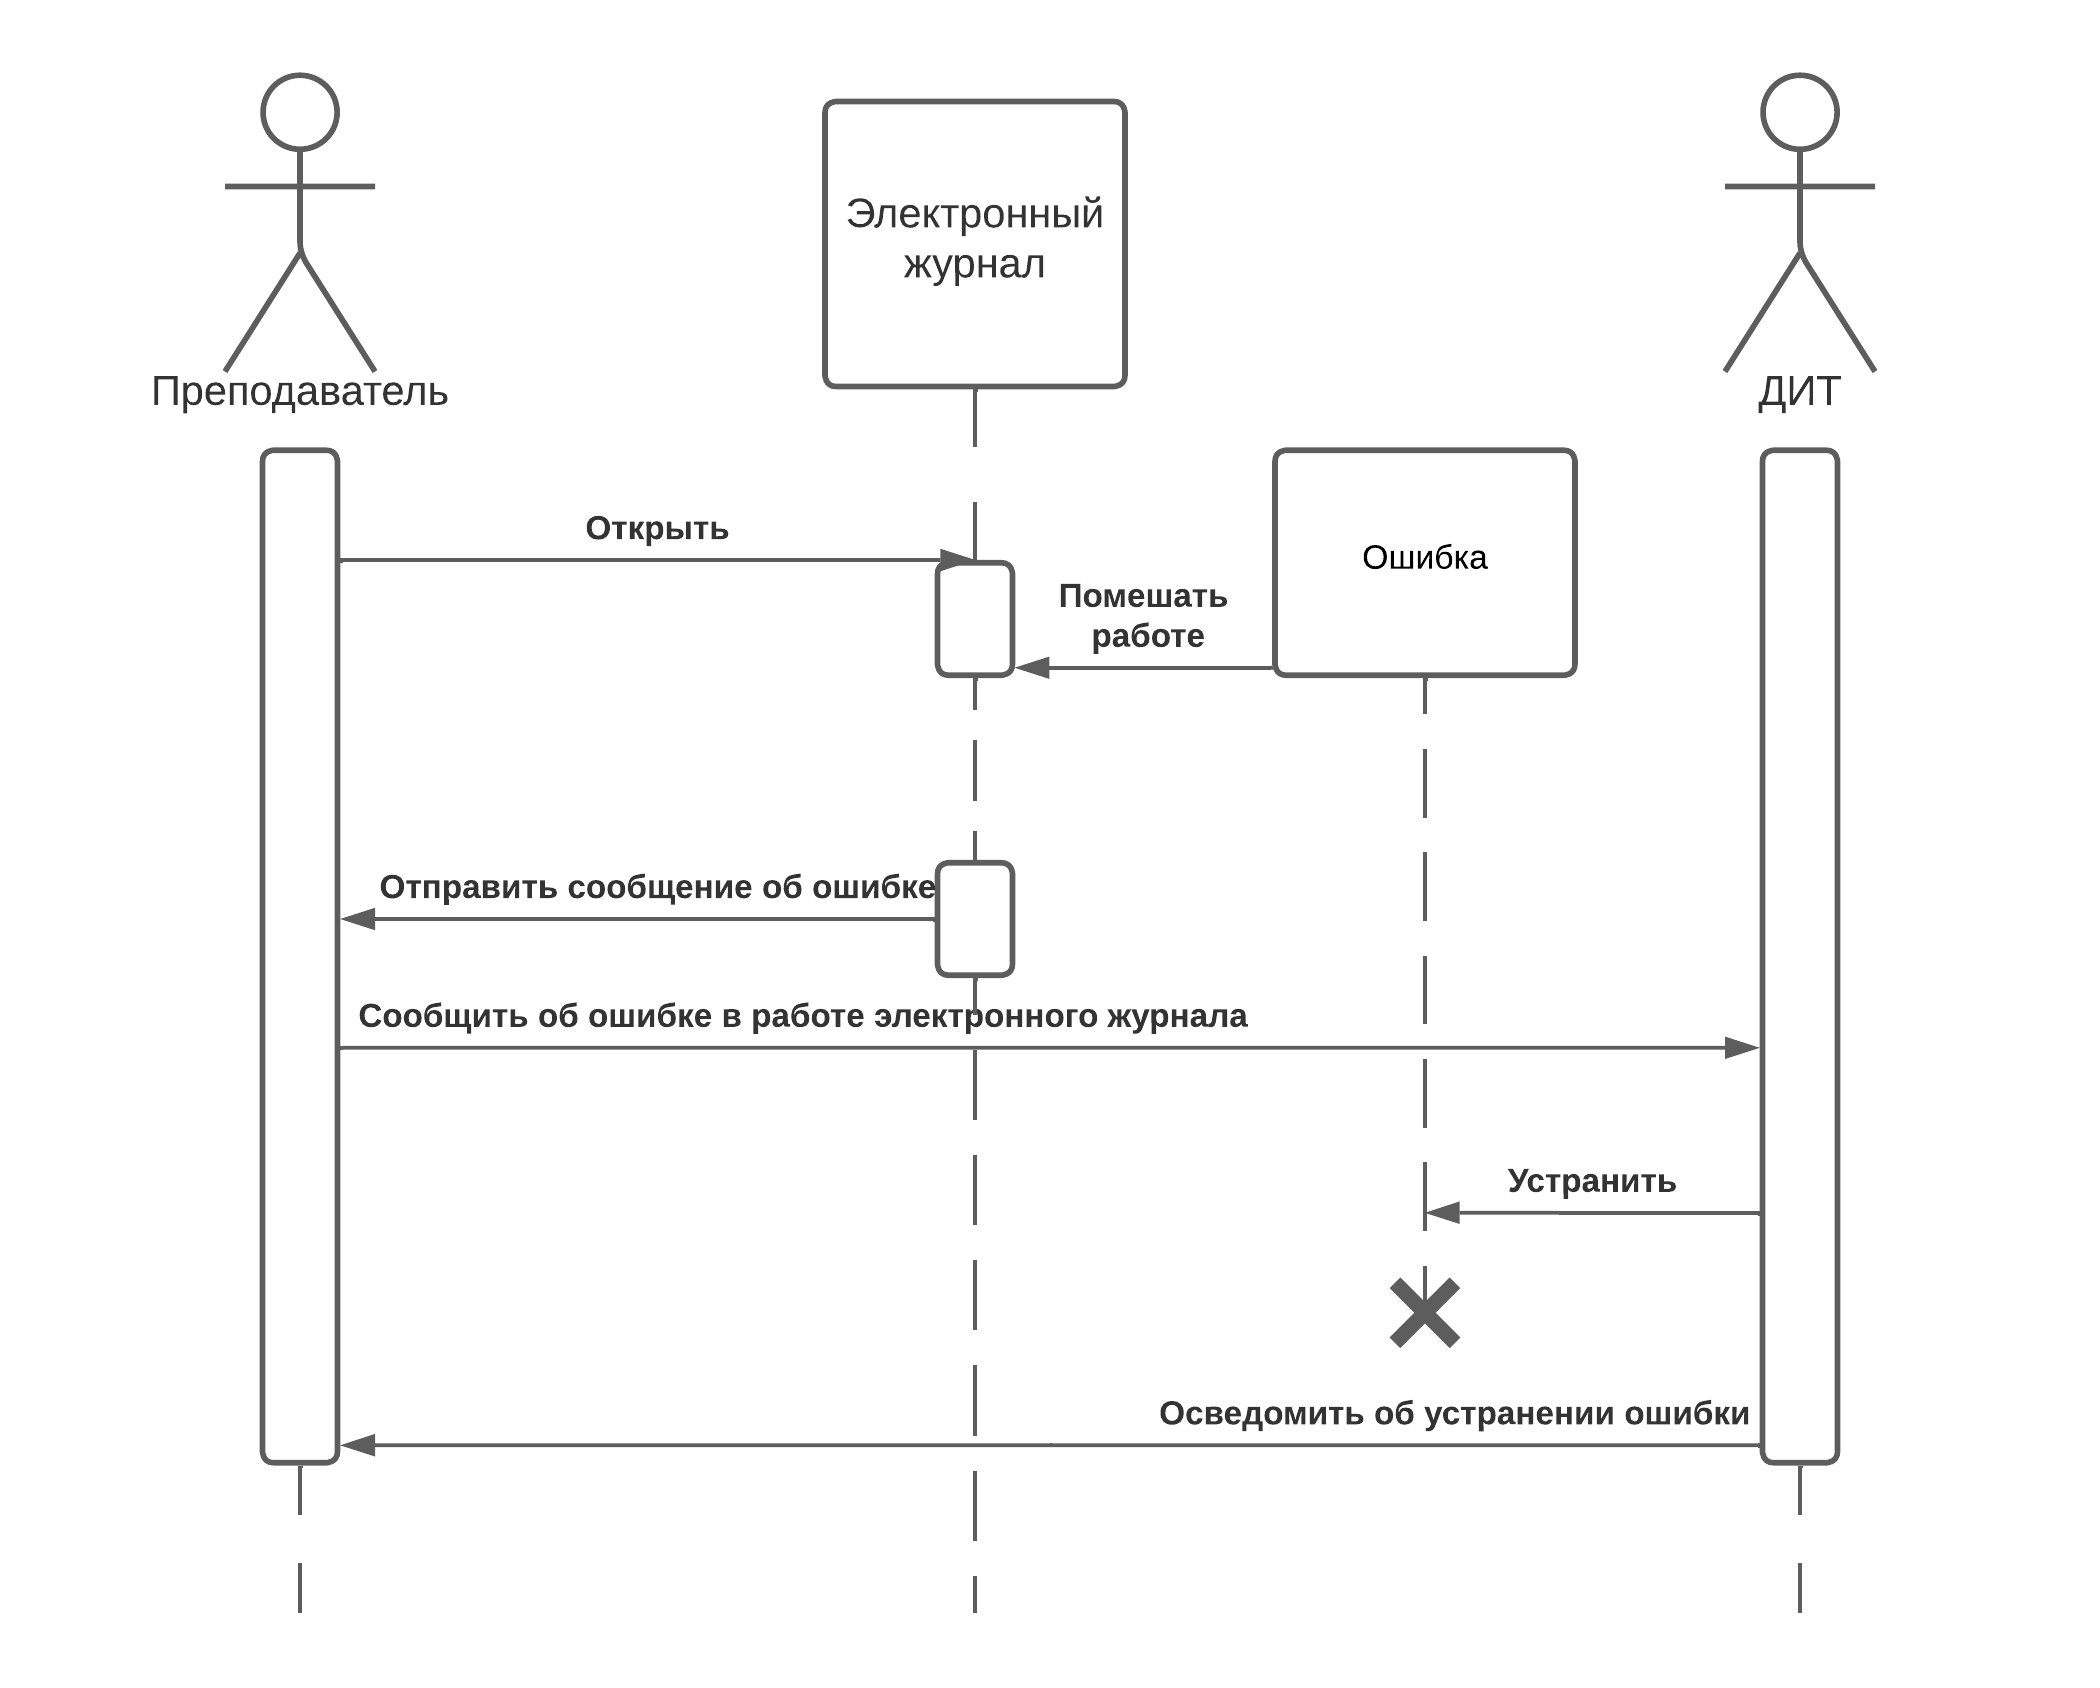 Электронный
журнал
Преподаватель
ДИТ
Открыть
Ошибка
Помешать
работе
Отправить сообщение об ошибке
Сообщить об ошибке в работе электронного журнала
Устранить
Осведомить об устранении ошибки